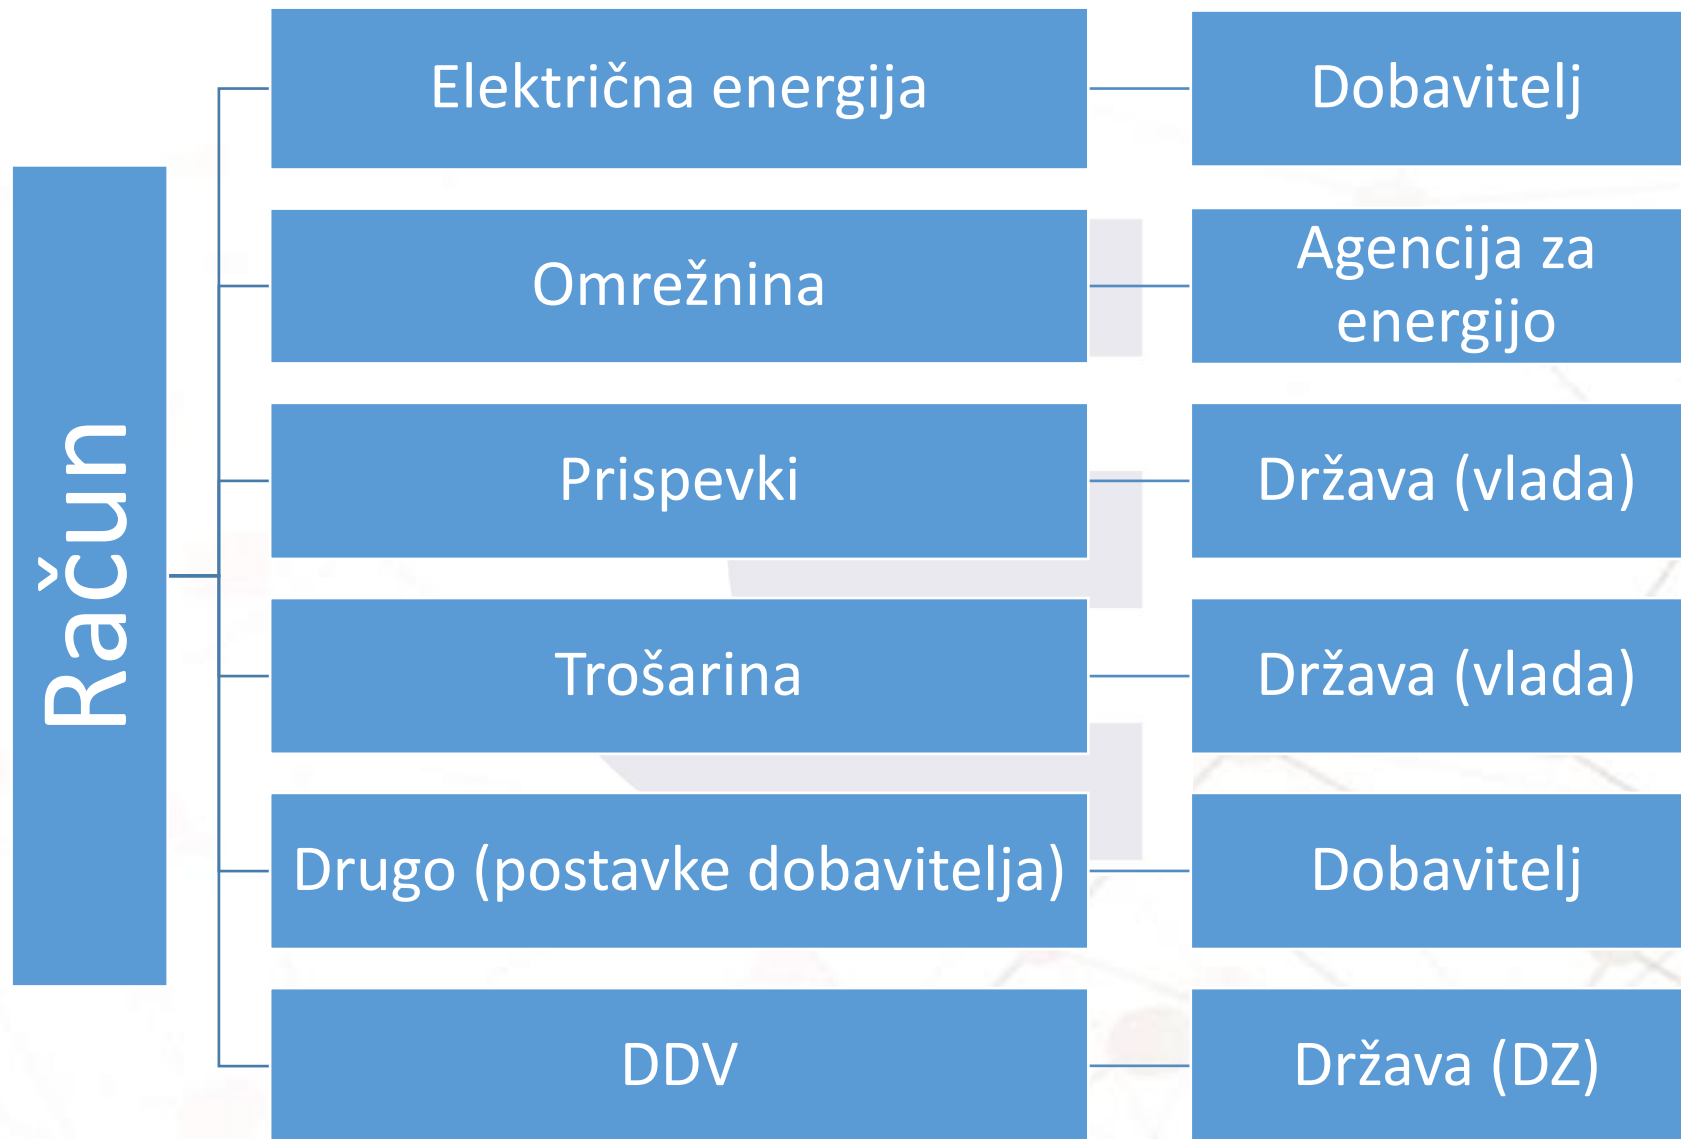 Račun
Električna energija
Dobavitelj
Omrežnina
Agencija za
energijo
Prispevki
Država (vlada)
Trošarina
Država (vlada)
Drugo (postavke dobavitelja)
Dobavitelj
DDV
Država (DZ)